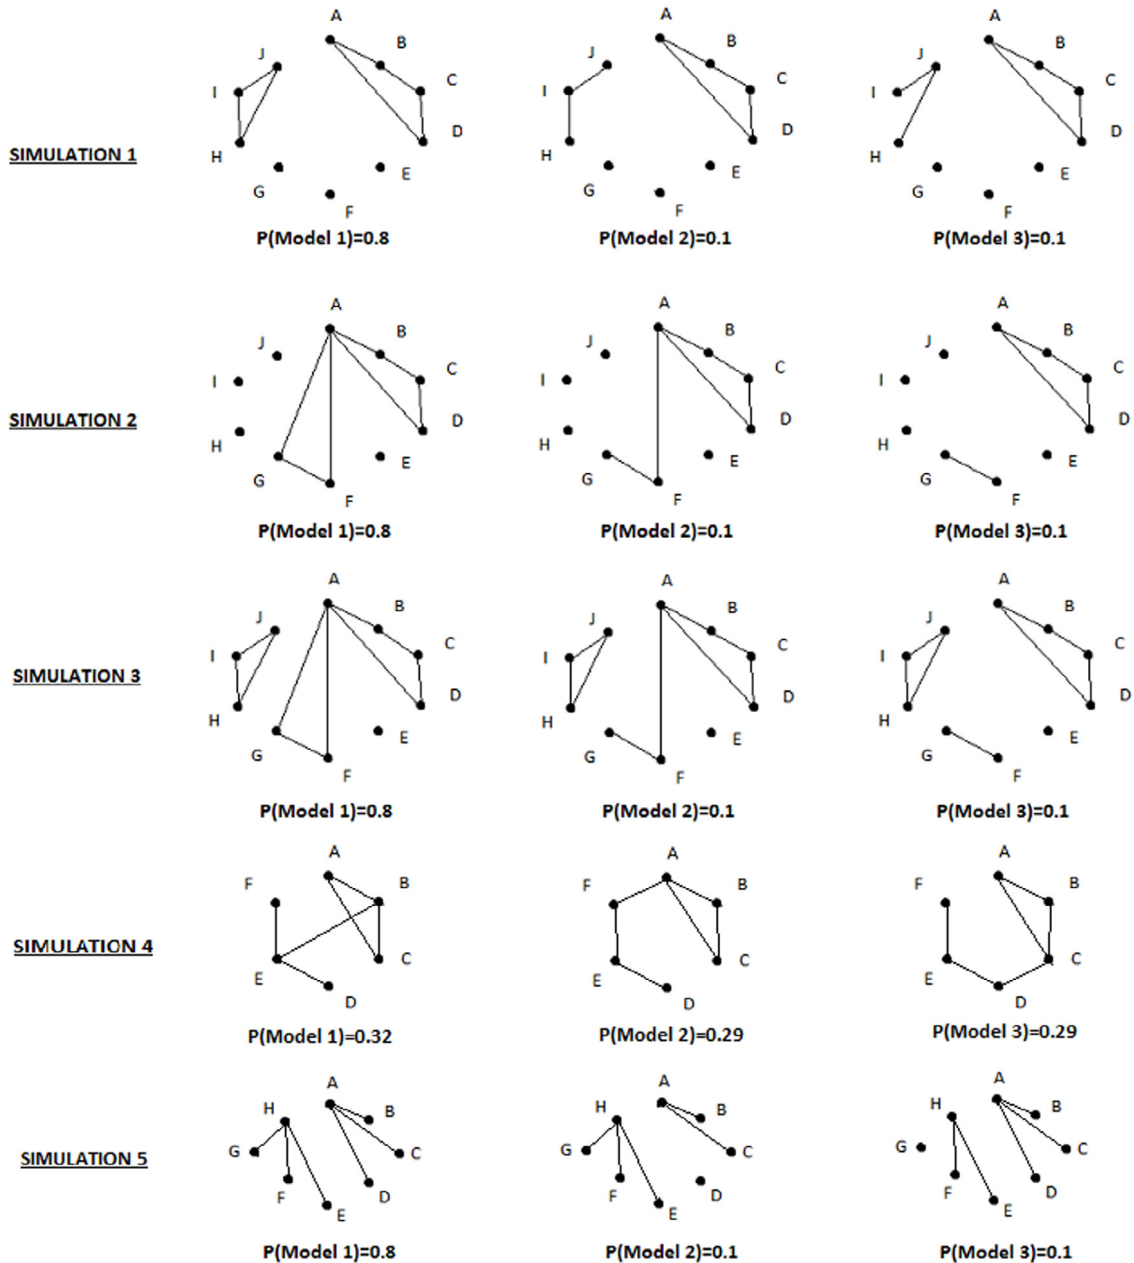 A A A
J B J B J B
I C I C I C
D D D
SIMULATION 1
H H H
G E G E G E
F F F
P(Model 1)=0.8 P(Model 2)=0.1 P(Model 3)=0.1
A A A
J B J B J B
I C I C I C
SIMULATION 2 D D D
H H H
G E G E G E
F F F
P(Model 1)=0.8 P(Model 2)=0.1 P(Model 3)=0.1
A A A
J B J B J B
I C I C I C
SIMULATION 3 D D D
H H H
G E G E G E
F F F
P(Model 1)=0.8 P(Model 2)=0.1 P(Model 3)=0.1
A A A
F B F B F B
SIMULATION 4
E C E C E C
D D D
P(Model 1)=0.32 P(Model 2)=0.29 P(Model 3)=0.29
A A A
H B H B H B
SIMULATION 5 G C G C G C
F D F D F D
E E E
P(Model 1)=0.8 P(Model 2)=0.1 P(Model 3)=0.1